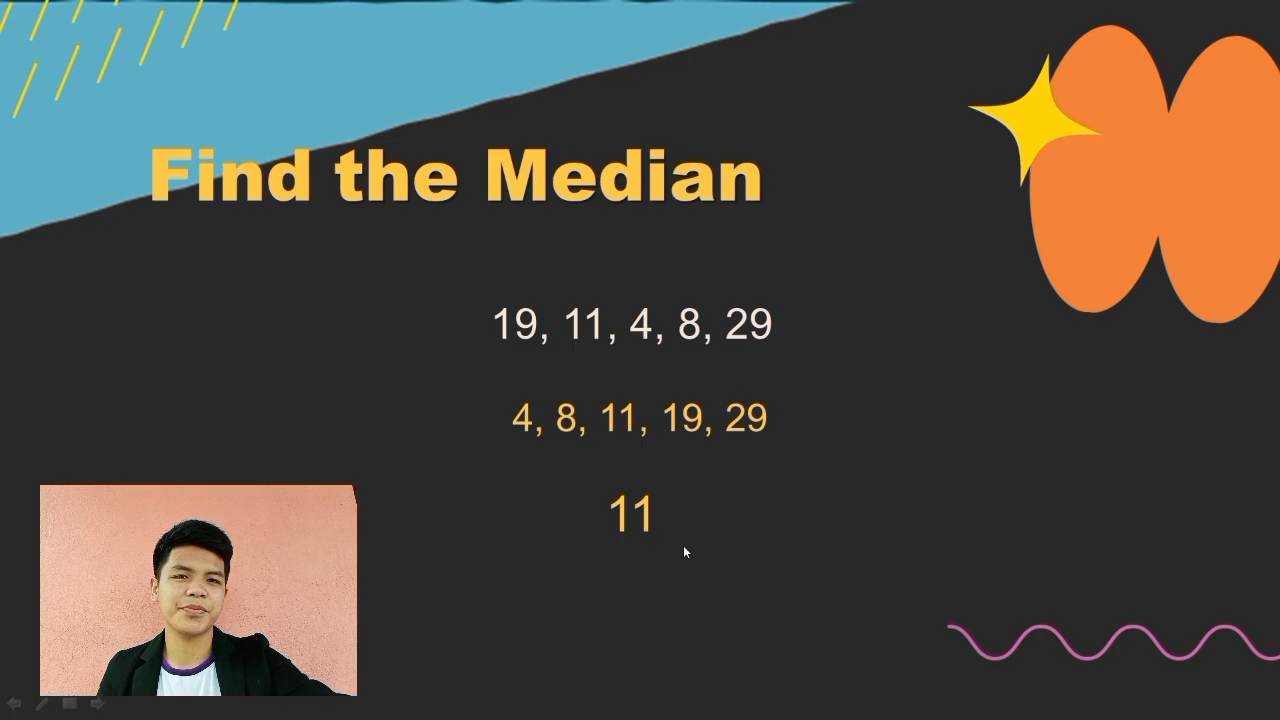 Find the Median
19, 11, 4, 8, 29
4, 8, 11, 19, 29
11